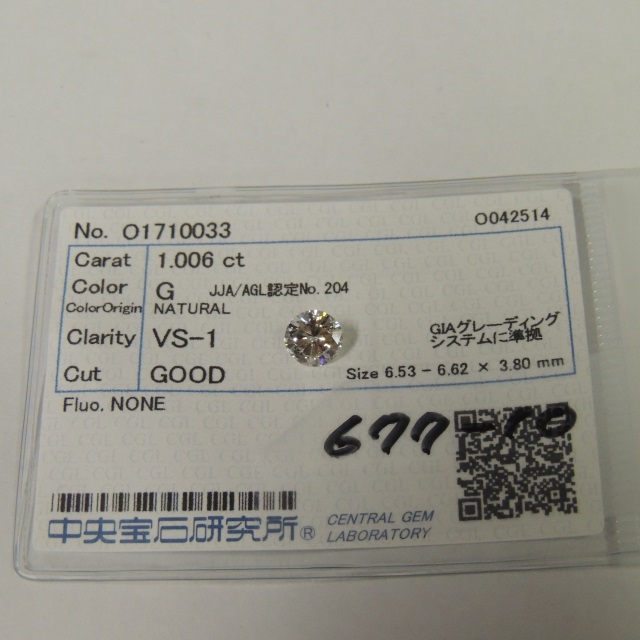 No. O1710033
O042514
Carat 1.006 ct
Color G JJA/AGL認定No. 204
ColorOrigin NATURAL
Clarity VS-1
GIAグレーディング
システムに準拠
Cut GOOD Size 6.53 - 6.62 × 3.80 mm
Fluo. NONE
677-10
中央宝石研究所® CENTRAL GEM
LABORATORY